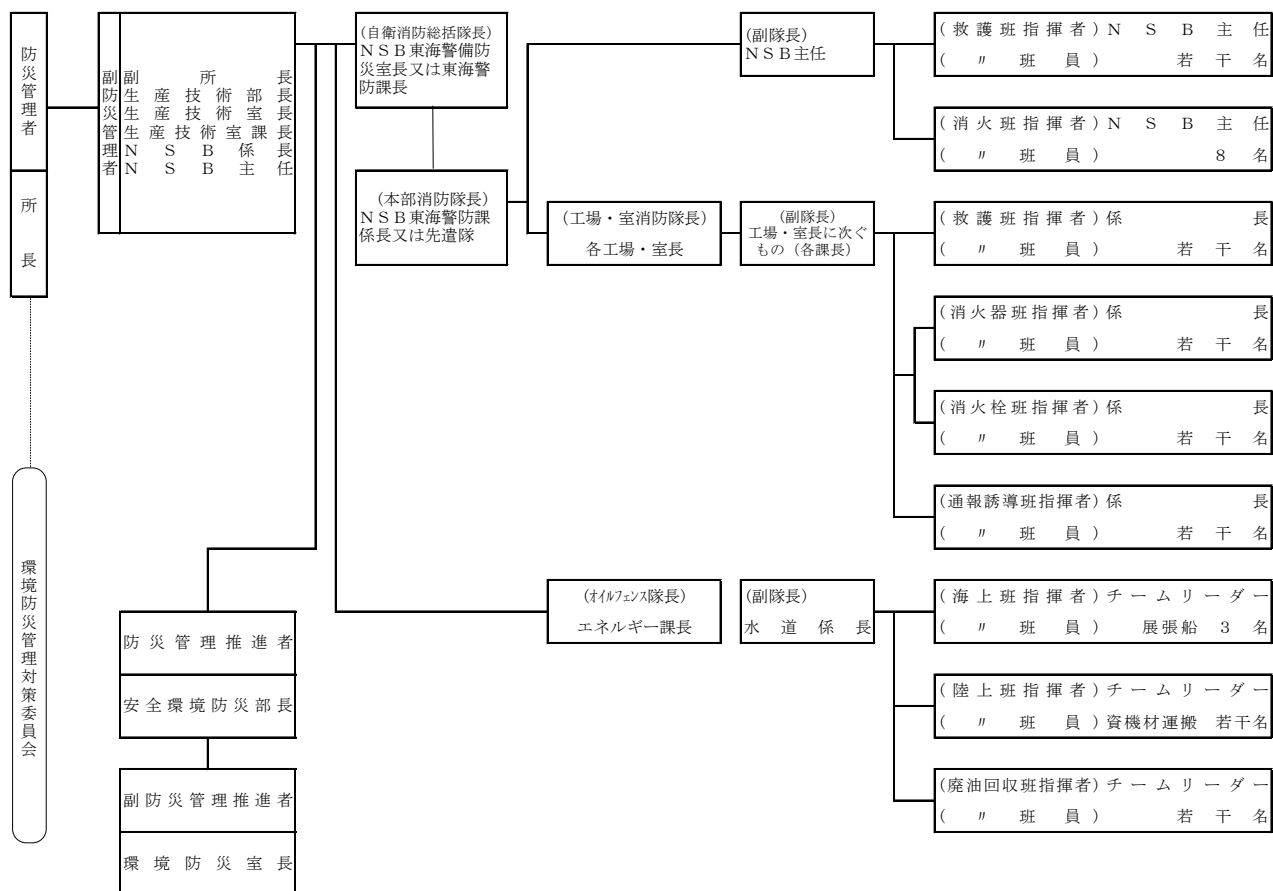 防災管理者
所長
環境防災管理対策委員会
副防災管理者
副所長
生産技術部長
生産技術室長
生産技術室課長
ＮＳＢ係長
ＮＳＢ主任
防災管理推進者
安全環境防災部長
副防災管理推進者
環境防災室長
(自衛消防総括隊長)
ＮＳＢ東海警備防
災室長又は東海警
防課長
(本部消防隊長)
ＮＳＢ東海警防課
係長又は先遣隊
(副隊長)
ＮＳＢ主任
(救護班指揮者)ＮＳＢ主任
(〃班員)若干名
(消火班指揮者)ＮＳＢ主任
(〃班員)８名
(工場・室消防隊長)
各工場・室長
(副隊長)
工場・室長に次ぐ
もの(各課長)
(救護班指揮者)係長
(〃班員)若干名
(消火器班指揮者)係長
(〃班員)若干名
(消火栓班指揮者)係長
(〃班員)若干名
(通報誘導班指揮者)係長
(〃班員)若干名
(ｵｲﾙﾌｪﾝｽ隊長)
エネルギー課長
(副隊長)
水道係長
(海上班指揮者)チームリーダー
(〃班員)展張船３名
(陸上班指揮者)チームリーダー
(〃班員)資機材運搬 若干名
(廃油回収班指揮者)チームリーダー
(〃班員)若干名